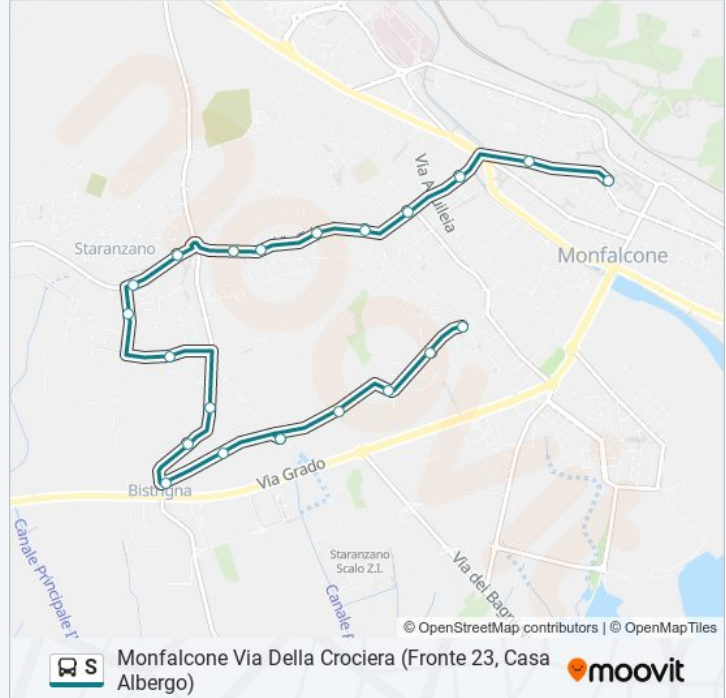 Via Aquileia
Staranzano
Monfalcone
Via Grado
Bistrigna
Staranzano
Scalo Z.I.
Via del Bagn
Canale Principale
Canale P
© OpenStreetMap contributors | © OpenMapTiles
S
Monfalcone Via Della Crociera (Fronte 23, Casa
Albergo)
moovit